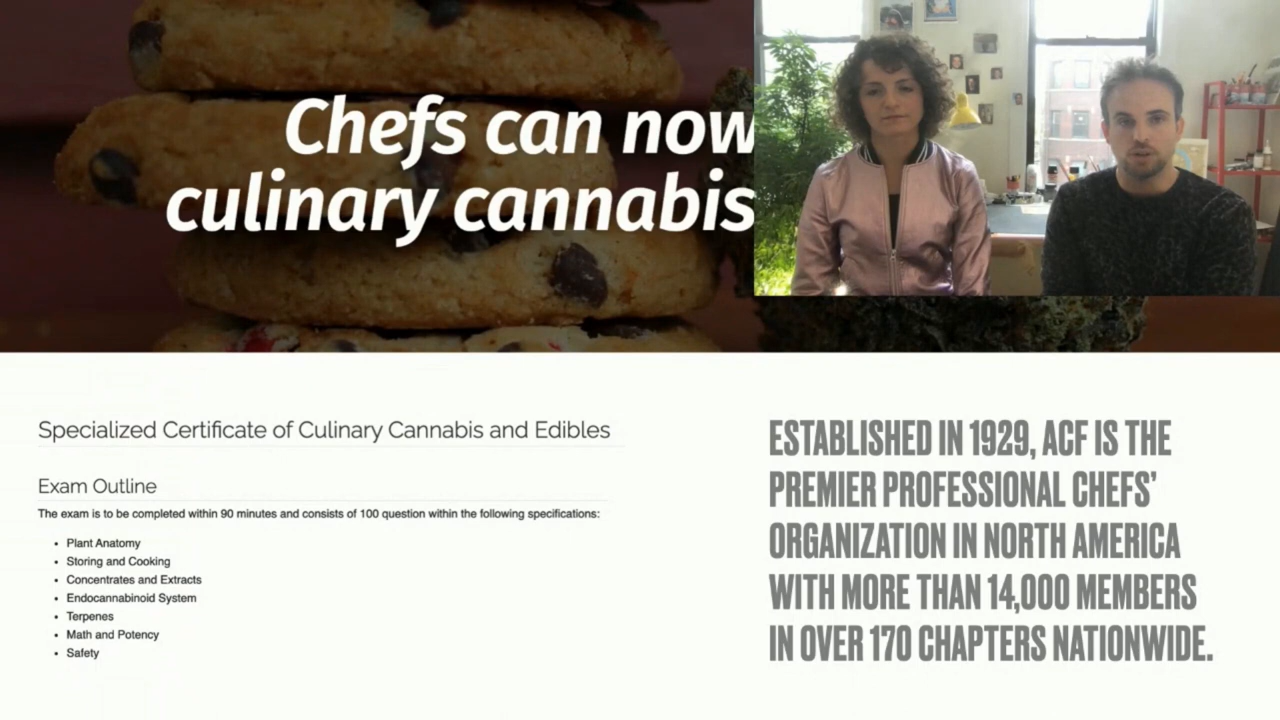 Chefs can now
culinary cannabis
Specialized Certificate of Culinary Cannabis and Edibles
Exam Outline
The exam is to be completed within 90 minutes and consists of 100 question within the following specifications:
• Plant Anatomy
• Storing and Cooking
• Concentrates and Extracts
• Endocannabinoid System
• Terpenes
• Math and Potency
• Safety
ESTABLISHED IN 1929, ACF IS THE
PREMIER PROFESSIONAL CHEFS’
ORGANIZATION IN NORTH AMERICA
WITH MORE THAN 14,000 MEMBERS
IN OVER 170 CHAPTERS NATIONWIDE.